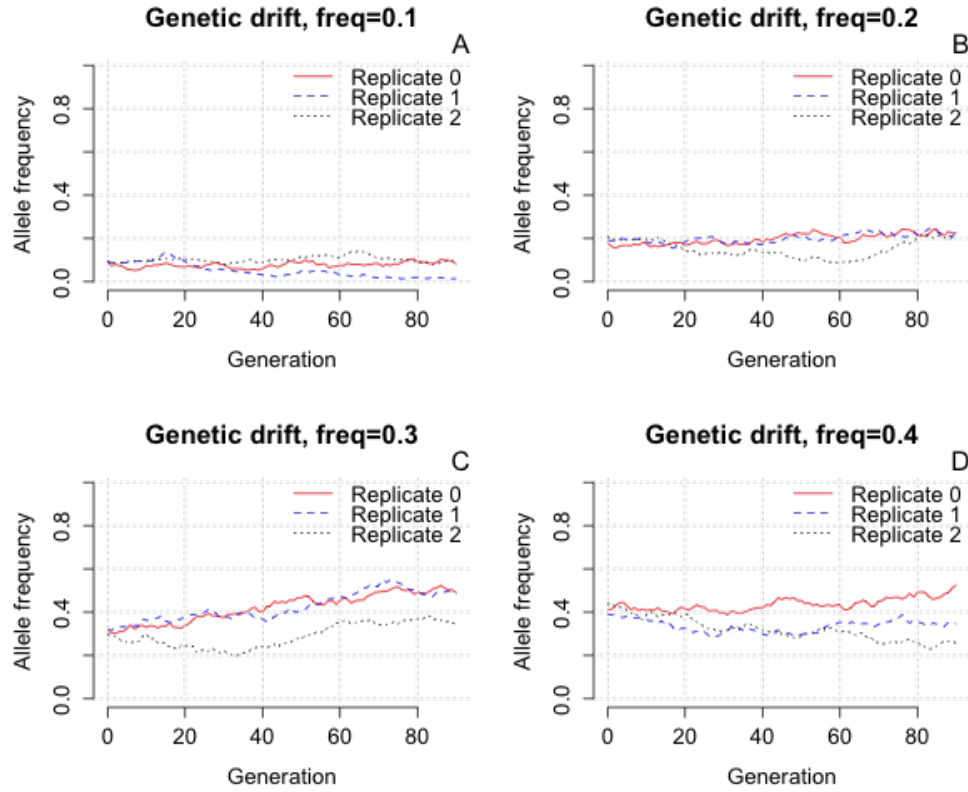 Genetic drift, freq=0.1
A
Replicate 0
Replicate 1
Replicate 2
Allele frequency
0.0 0.4 0.8
0 20 40 60 80
Generation
Genetic drift, freq=0.2
B
Replicate 0
Replicate 1
Replicate 2
Allele frequency
0.0 0.4 0.8
0 20 40 60 80
Generation
Genetic drift, freq=0.3
C
Replicate 0
Replicate 1
Replicate 2
Allele frequency
0.0 0.4 0.8
0 20 40 60 80
Generation
Genetic drift, freq=0.4
D
Replicate 0
Replicate 1
Replicate 2
Allele frequency
0.0 0.4 0.8
0 20 40 60 80
Generation